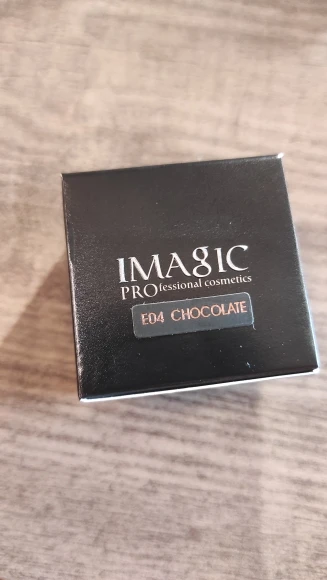 IMAGIC
PROfessional cosmetics
E04 CHOCOLATE